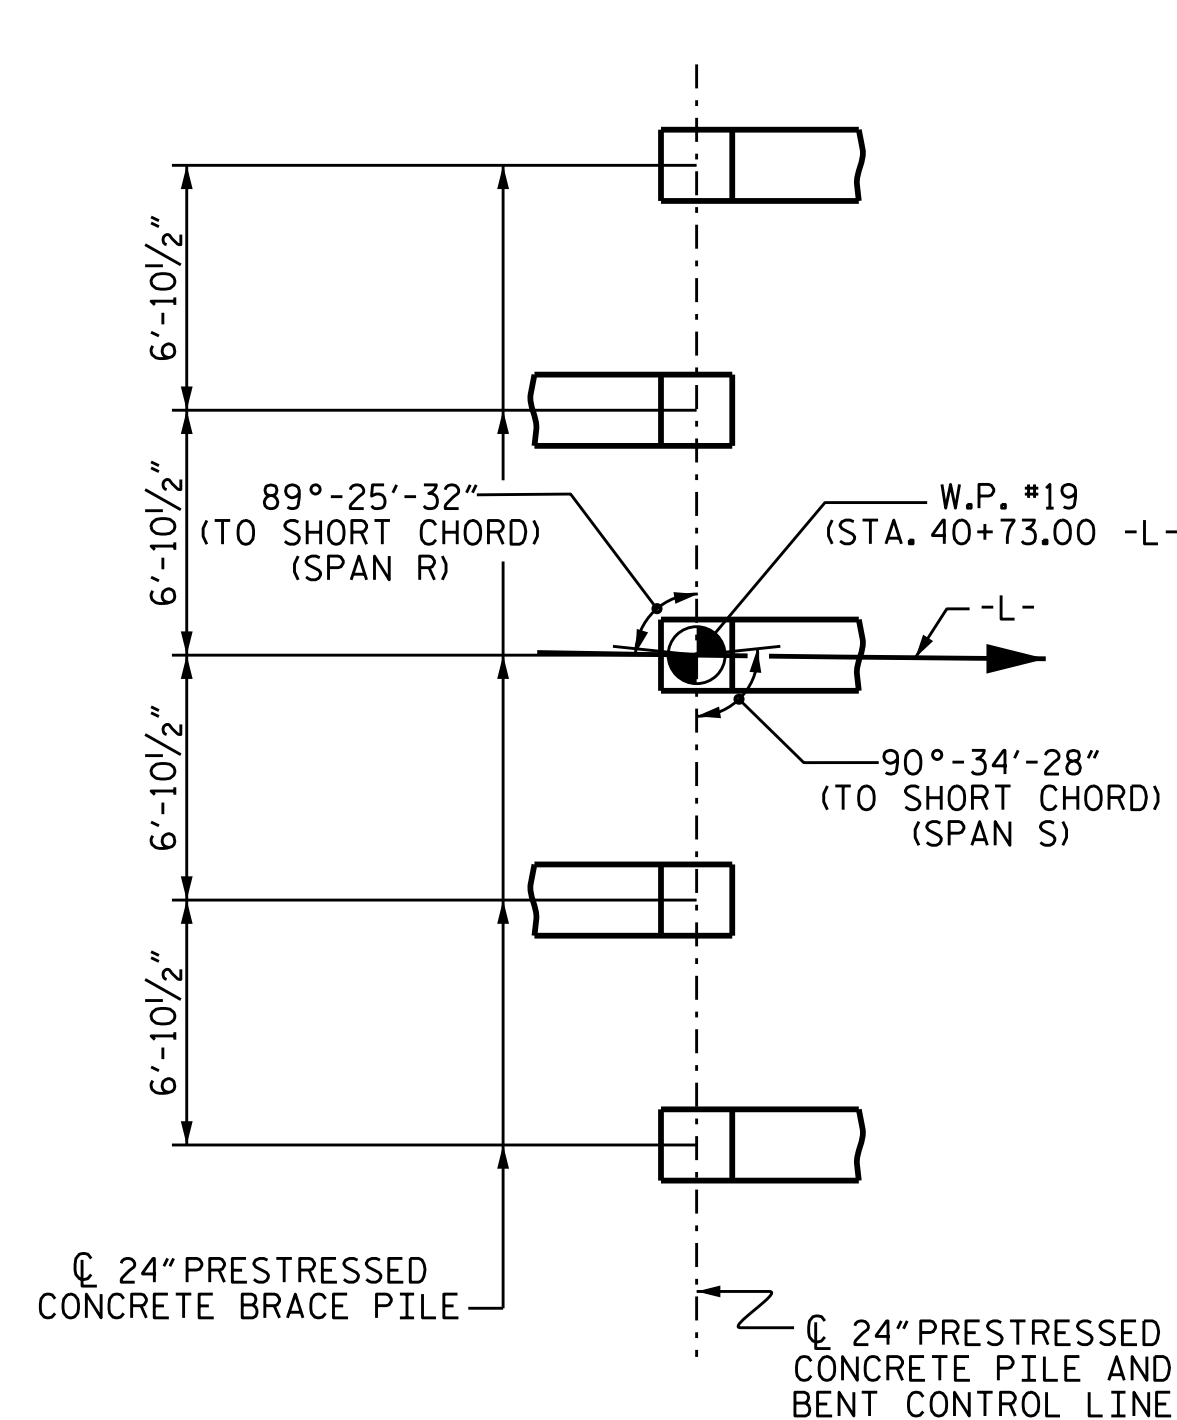 6'-10½"
6'-10½"
89°-25'-32"
(TO SHORT CHORD)
(SPAN R)
W.P. #19
(STA. 40+73.00 -L-
-L-
6'-10½"
90°-34'-28"
(TO SHORT CHORD)
(SPAN S)
6'-10½"
℄ 24" PRESTRESSED
CONCRETE BRACE PILE
℄ 24" PRESTRESSED
CONCRETE PILE AND
BENT CONTROL LINE